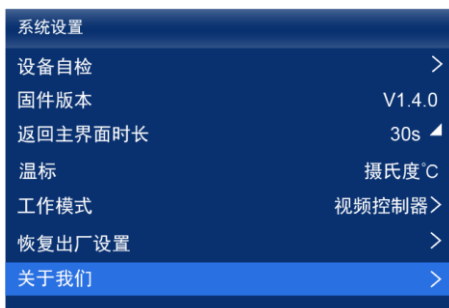 系统设置
设备自检 >
固件版本 V1.4.0
返回主界面时长 30s
温标 摄氏度℃
工作模式 视频控制器>
恢复出厂设置 >
关于我们 >